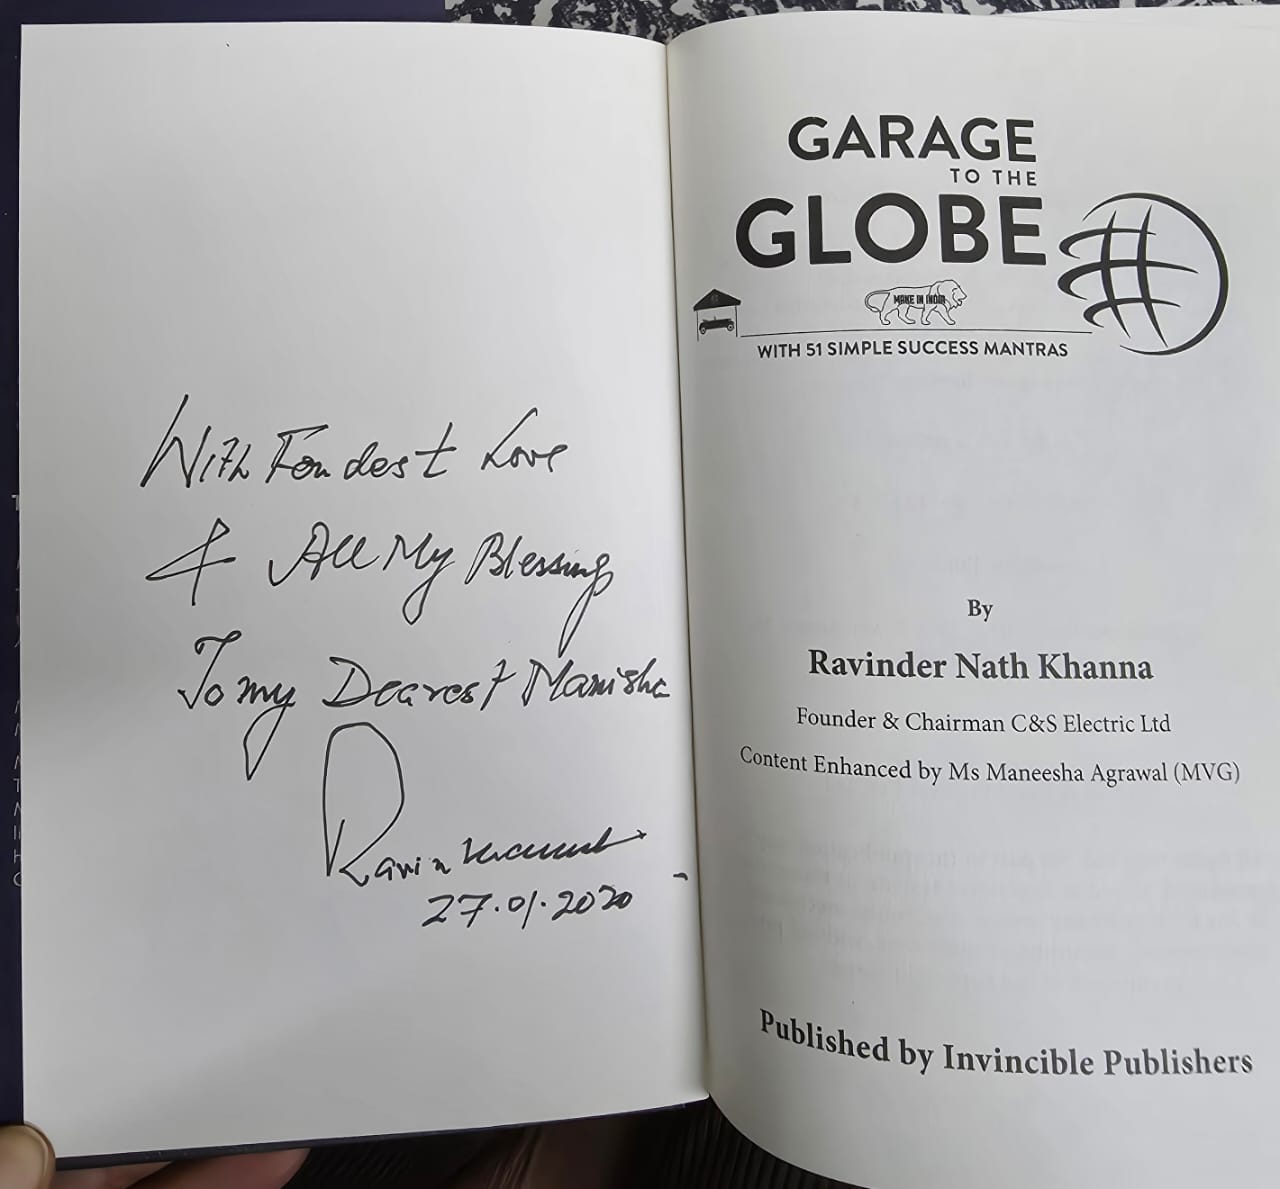 With Fondest Love
& All My Blessings
To my Dearest Manisha
27.01.2020
GARAGE
TO THE
GLOBE
MAKE IN INDIA
WITH 51 SIMPLE SUCCESS MANTRAS
By
Ravinder Nath Khanna
Founder & Chairman C&S Electric Ltd
Content Enhanced by Ms Maneesha Agrawal (MVG)
Published by Invincible Publishers